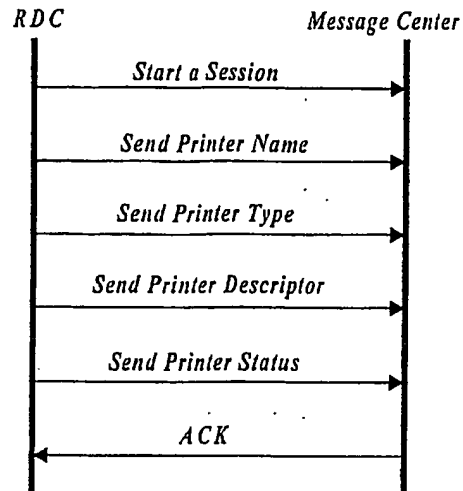 RDC
Message Center
Start a Session
Send Printer Name
Send Printer Type
Send Printer Descriptor
Send Printer Status
ACK